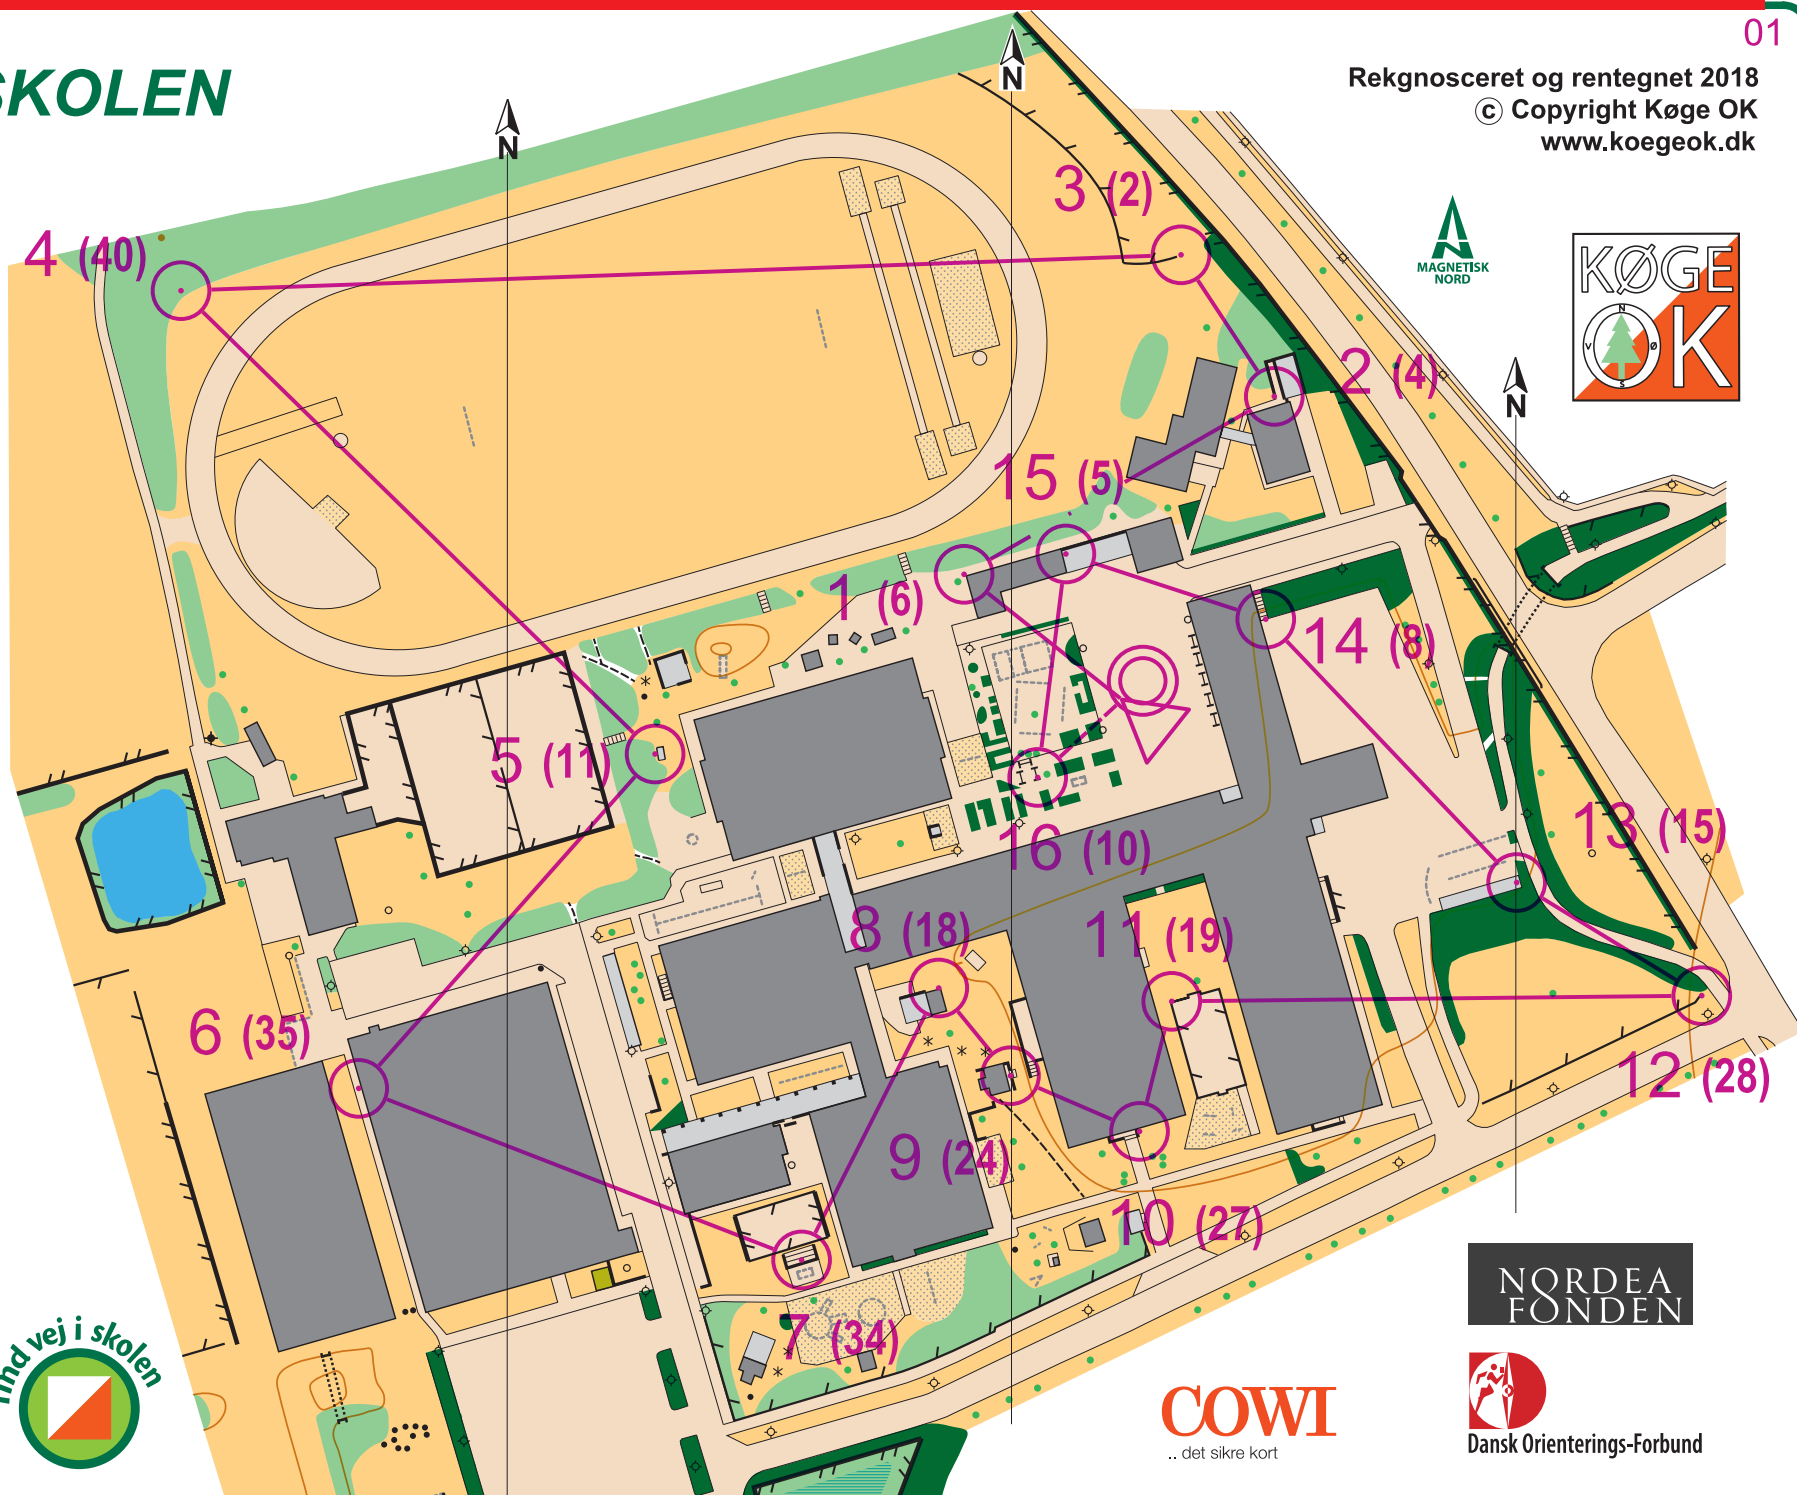 01
SKOLEN
Rekgnosceret og rentegnet 2018
© Copyright Køge OK
www.koegeok.dk
N
N
N
MAGNETISK
NORD
KØGE
OK
N
V
Ø
S
3 (2)
4 (40)
2 (4)
15 (5)
1 (6)
14 (8)
5 (11)
13 (15)
16 (10)
8 (18)
11 (19)
6 (35)
12 (28)
9 (24)
10 (27)
7 (34)
find vej i skolen
NORDEA
FONDEN
COWI
.. det sikre kort
Dansk Orienterings-Forbund